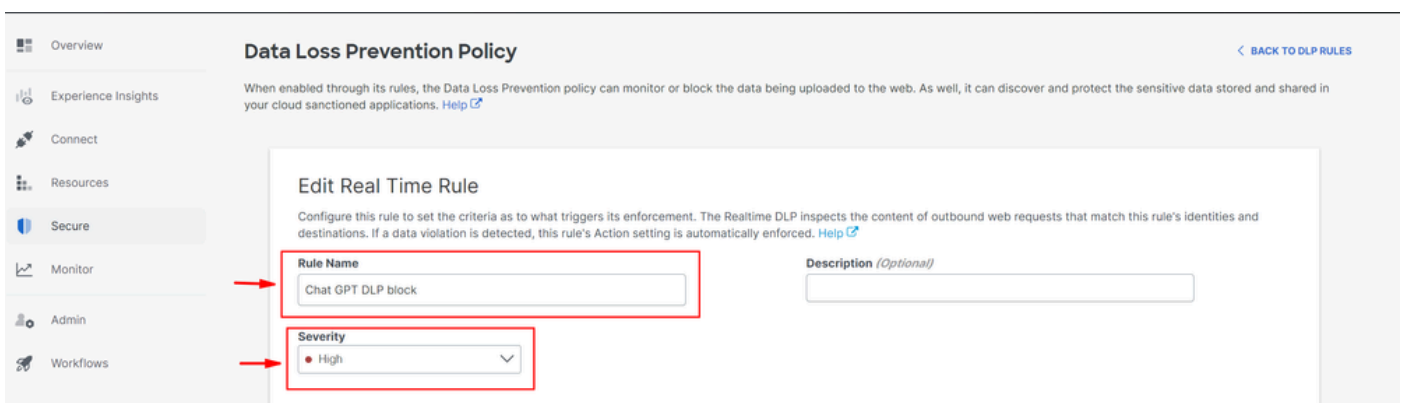 Overview
Experience Insights
Connect
Resources
Secure
Monitor
Admin
Workflows
Data Loss Prevention Policy
BACK TO DLP RULES
When enabled through its rules, the Data Loss Prevention policy can monitor or block the data being uploaded to the web. As well, it can discover and protect the sensitive data stored and shared in
your cloud sanctioned applications. Help
Edit Real Time Rule
Configure this rule to set the criteria as to what triggers its enforcement. The Realtime DLP inspects the content of outbound web requests that match this rule's identities and
destinations. If a data violation is detected, this rule's Action setting is automatically enforced. Help
Rule Name
Chat GPT DLP block
Description (Optional)
Severity
High